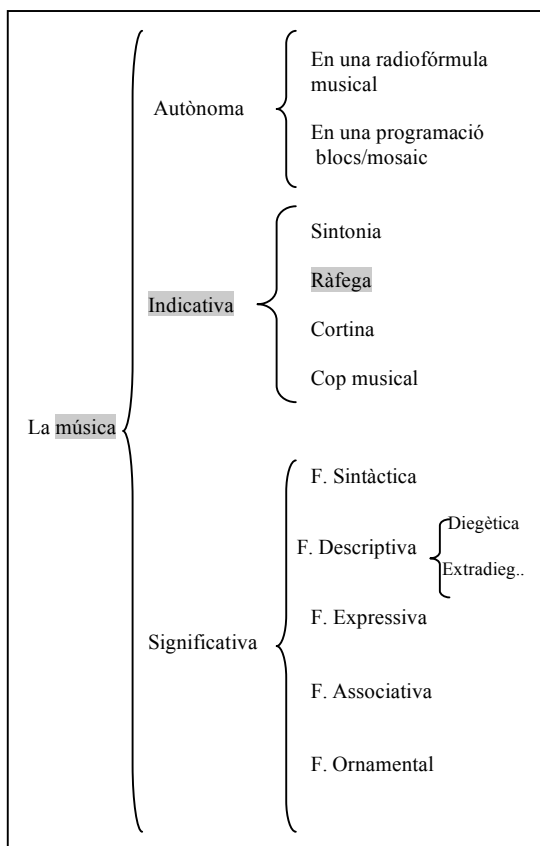 En una radiofórmula
musical
Autònoma
En una programació
blocs/mosaic
Sintonia
Ràfega
Indicativa
Cortina
Cop musical
La música
F. Sintàctica
Diegètica
F. Descriptiva
Extradieg..
F. Expressiva
Significativa
F. Associativa
F. Ornamental